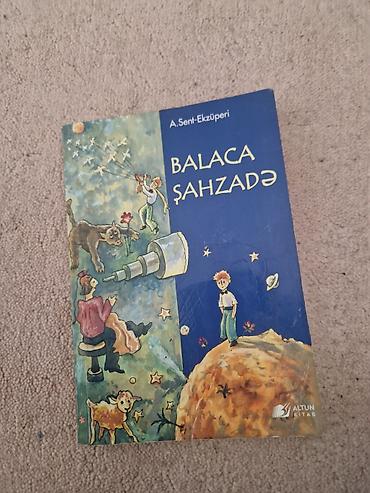 A.Sent-Ekzüperi
BALACA
ŞAHZADƏ
ALTUN
KİTAB